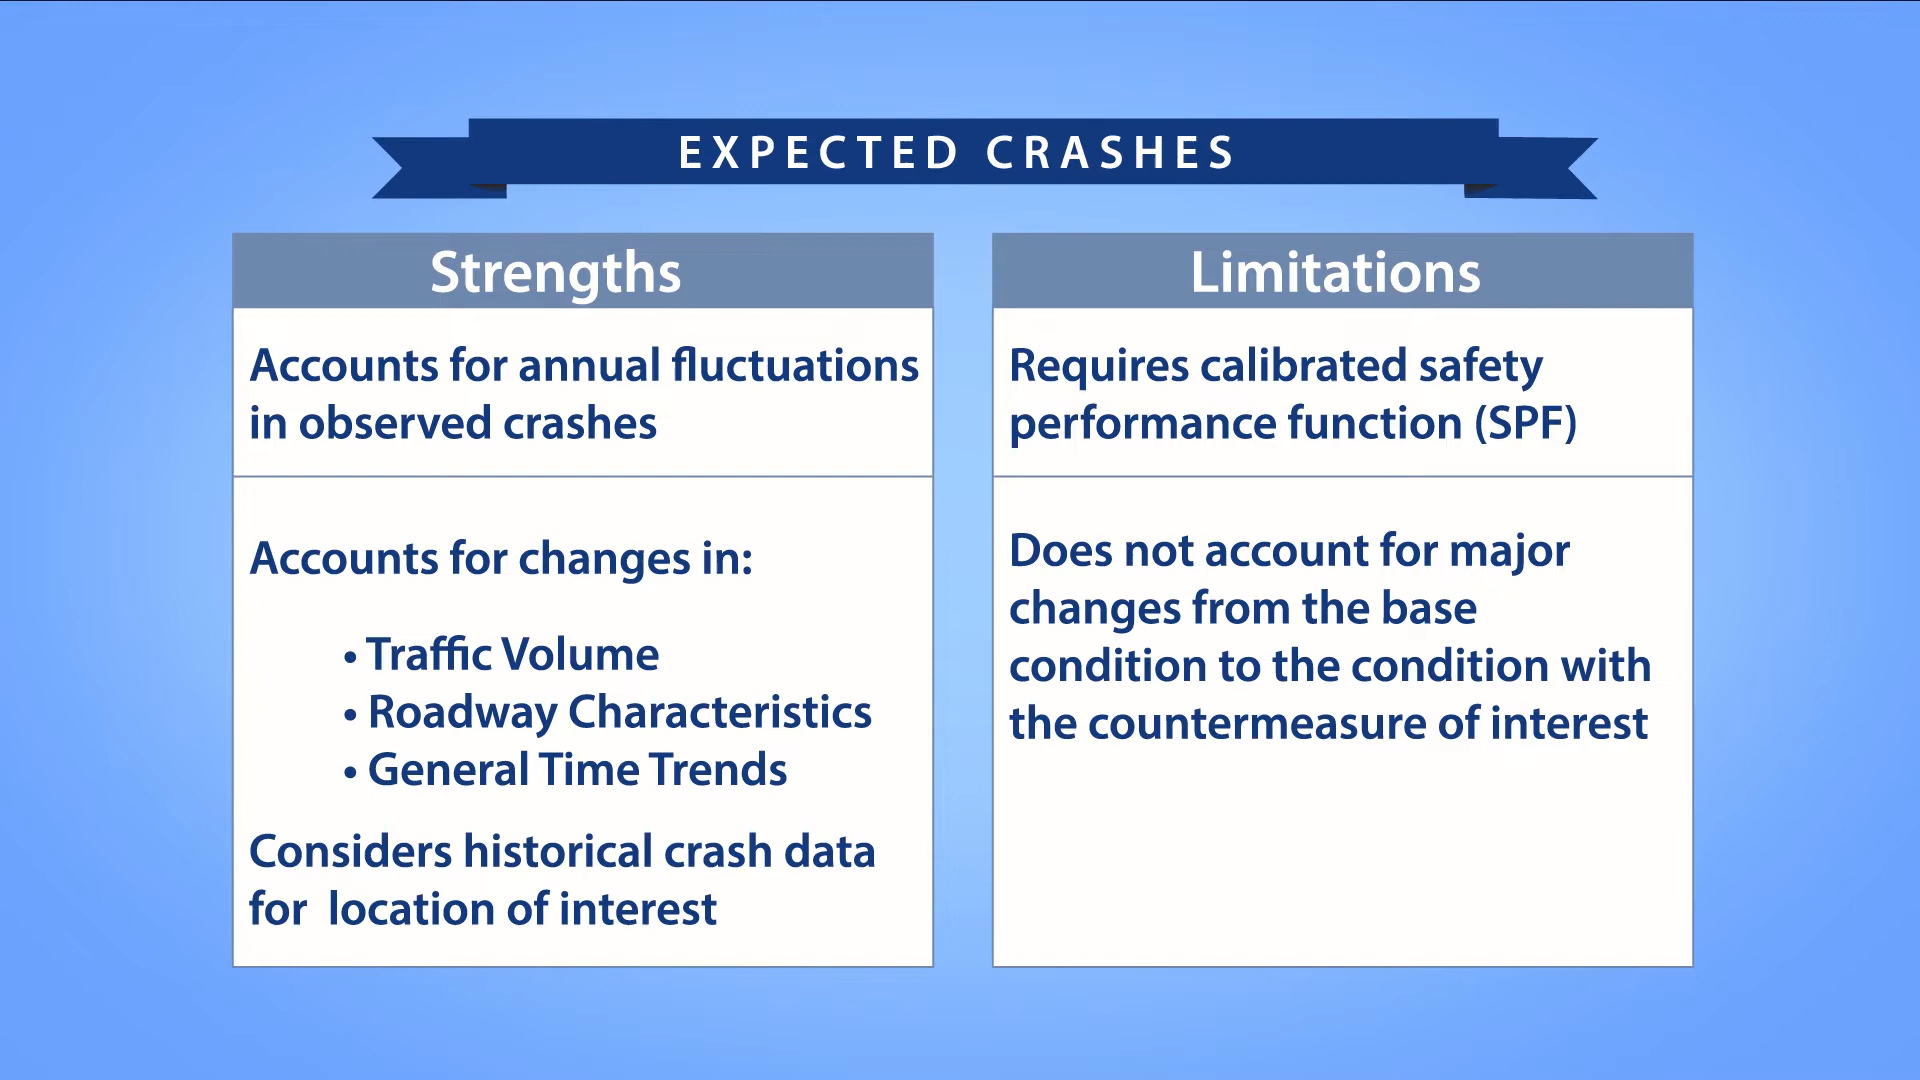 EXPECTED CRASHES
Strengths
Accounts for annual fluctuations
in observed crashes
Accounts for changes in:
• Traffic Volume
• Roadway Characteristics
• General Time Trends
Considers historical crash data
for location of interest
Limitations
Requires calibrated safety
performance function (SPF)
Does not account for major
changes from the base
condition to the condition with
the countermeasure of interest